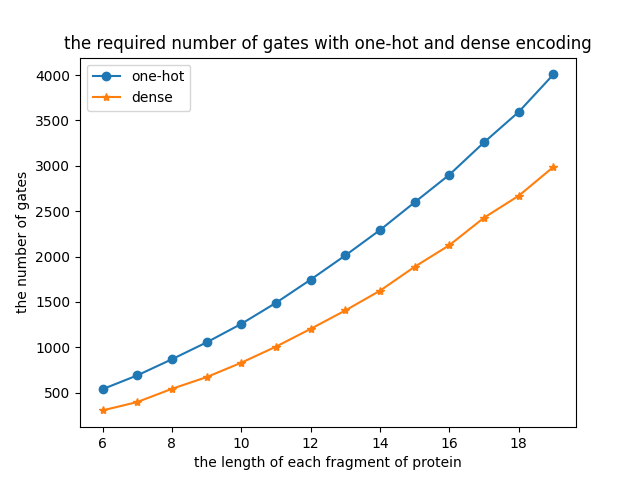 the required number of gates with one-hot and dense encoding
one-hot
dense
4000
3500
3000
2500
2000
1500
1000
500
the number of gates
6 8 10 12 14 16 18
the length of each fragment of protein